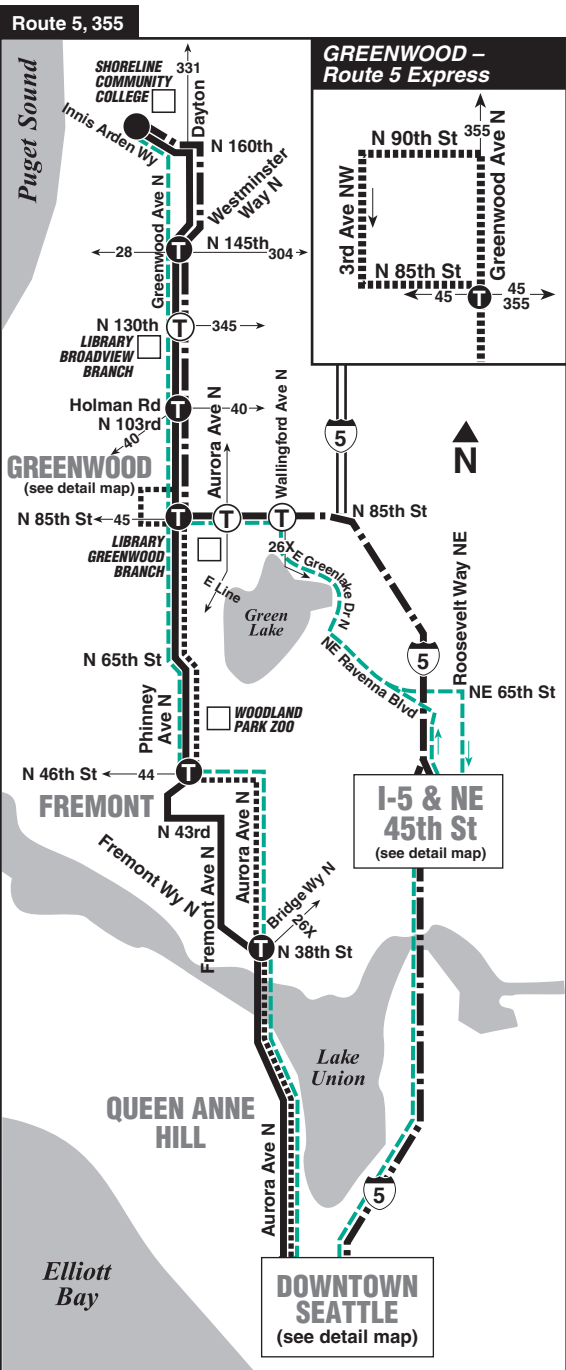 Route 5, 355
Puget Sound
SHORELINE
COMMUNITY
COLLEGE
331
Dayton
Innis Arden Wy
N 160th
Westminster
Way N
Greenwood Ave N
28
T
N 145th
304
N 130th
T
345
LIBRARY
BROADVIEW
BRANCH
Holman Rd
N 103rd
T
40
40
GREENWOOD
(see detail map)
N 85th St
45
T
T
T
N 85th St
Aurora Ave N
Wallingford Ave N
5
N
LIBRARY
GREENWOOD
BRANCH
E Line
26X
E Greenlake Dr N
Green
Lake
NE Ravenna Blvd
5
Roosevelt Way NE
NE 65th St
N 65th St
Phinney
Ave N
WOODLAND
PARK ZOO
N 46th St
44
T
FREMONT
N 43rd
Fremont Wy N
Fremont Ave N
Aurora Ave N
Bridge Wy N
26X
T
N 38th St
I-5 & NE
45th St
(see detail map)
Lake
Union
QUEEN ANNE
HILL
Aurora Ave N
5
Elliott
Bay
DOWNTOWN
SEATTLE
(see detail map)
GREENWOOD –
Route 5 Express
355
N 90th St
3rd Ave NW
Greenwood Ave N
N 85th St
45
T
45
355